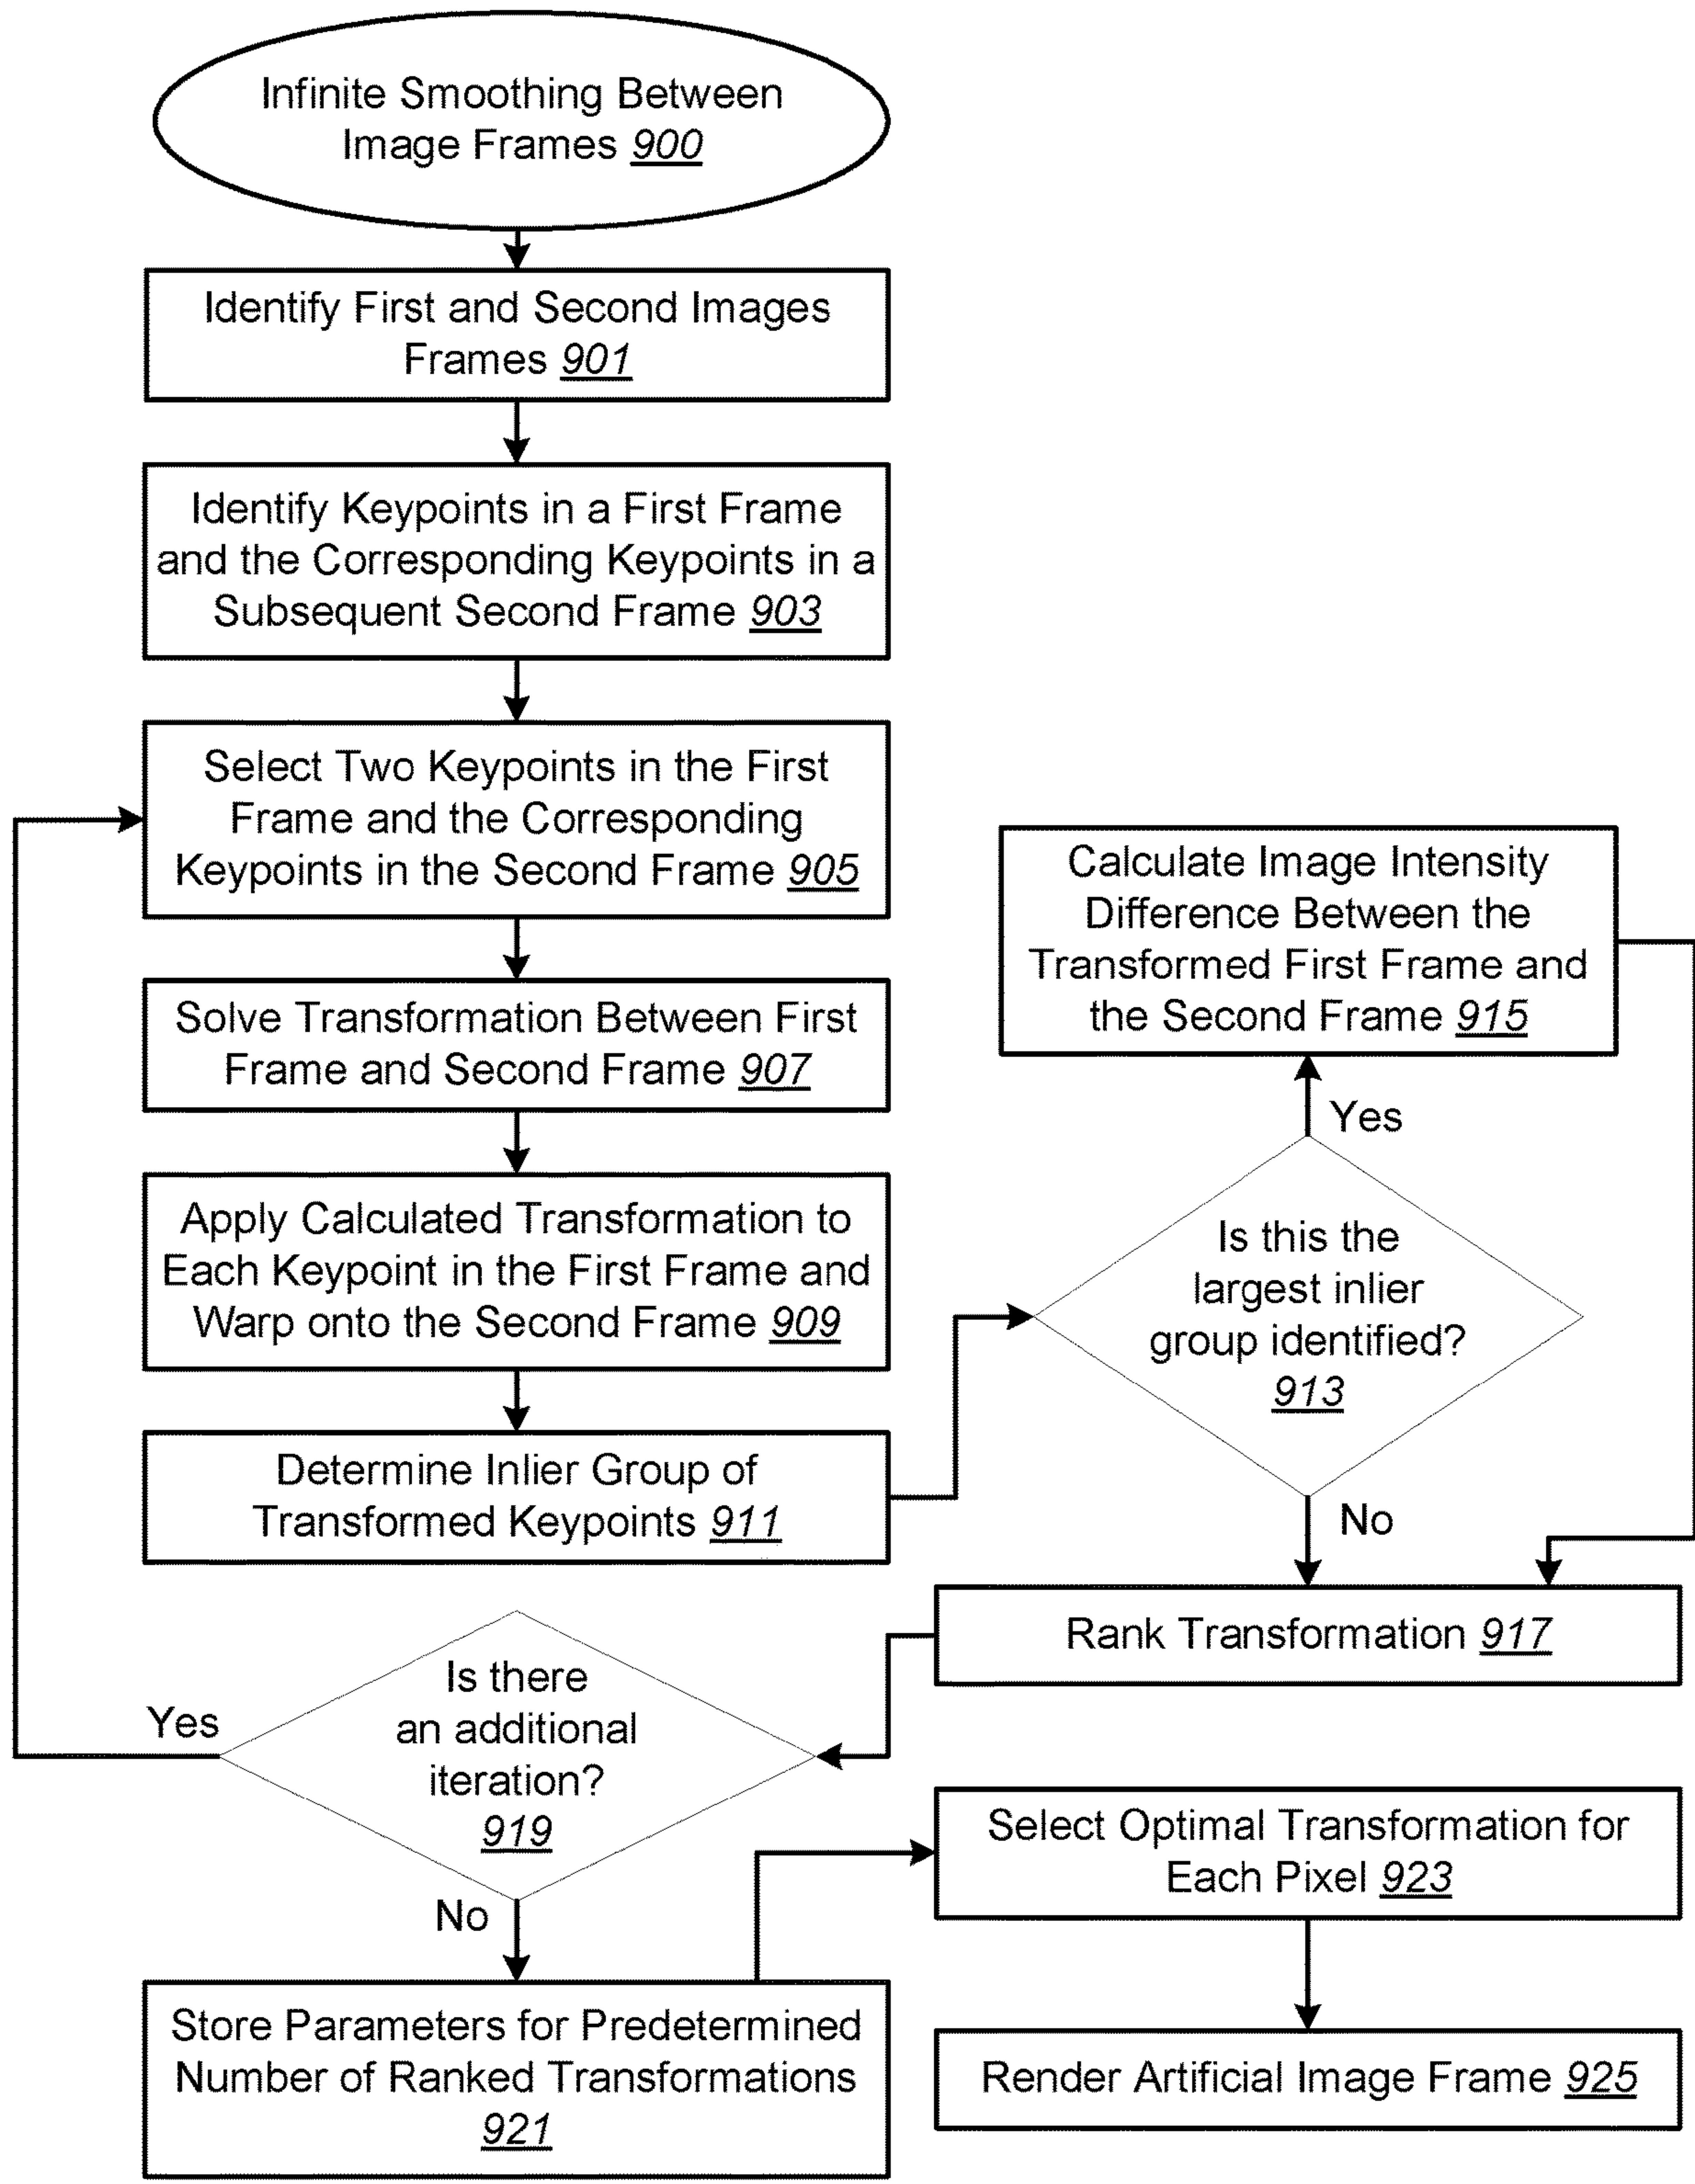 Infinite Smoothing Between
Image Frames 900
Identify First and Second Images
Frames 901
Identify Keypoints in a First Frame
and the Corresponding Keypoints in a
Subsequent Second Frame 903
Select Two Keypoints in the First
Frame and the Corresponding
Keypoints in the Second Frame 905
Solve Transformation Between First
Frame and Second Frame 907
Apply Calculated Transformation to
Each Keypoint in the First Frame and
Warp onto the Second Frame 909
Determine Inlier Group of
Transformed Keypoints 911
Is this the
largest inlier
group identified?
913
Yes
No
Calculate Image Intensity
Difference Between the
Transformed First Frame and
the Second Frame 915
Rank Transformation 917
Is there
an additional
iteration?
919
Yes
No
Store Parameters for Predetermined
Number of Ranked Transformations
921
Select Optimal Transformation for
Each Pixel 923
Render Artificial Image Frame 925